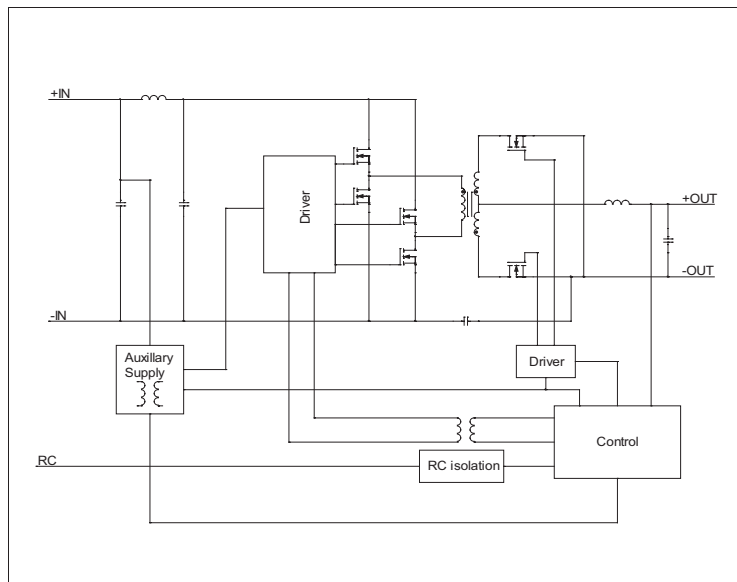 +IN
Driver
+OUT
-OUT
-IN
Auxillary
Supply
Driver
Control
RC
RC isolation